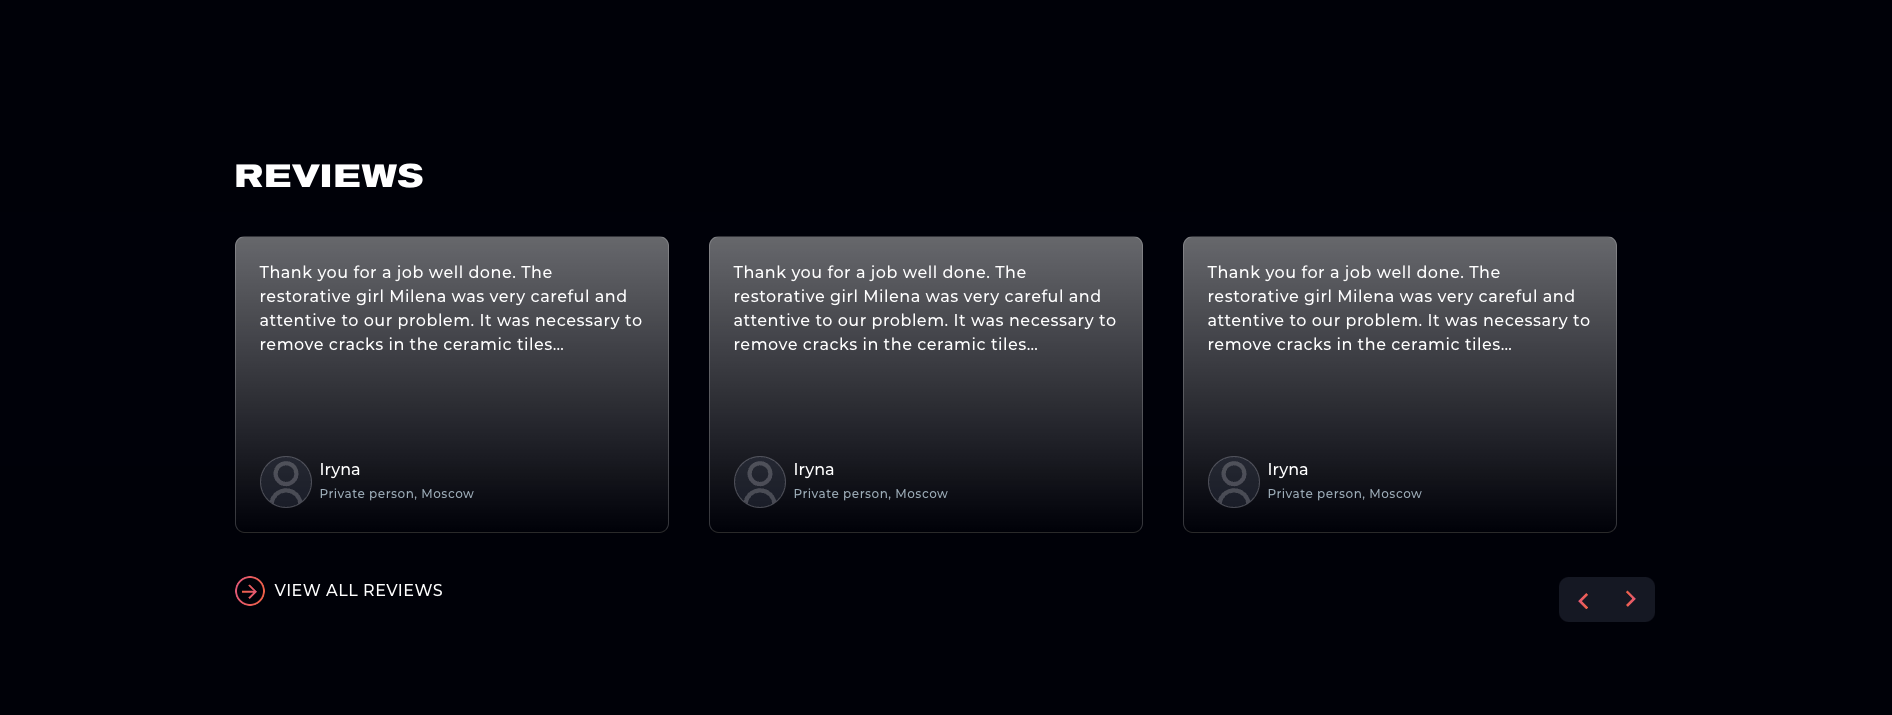 REVIEWS
Thank you for a job well done. The
restorative girl Milena was very careful and
attentive to our problem. It was necessary to
remove cracks in the ceramic tiles...
Iryna
Private person, Moscow
Thank you for a job well done. The
restorative girl Milena was very careful and
attentive to our problem. It was necessary to
remove cracks in the ceramic tiles...
Iryna
Private person, Moscow
Thank you for a job well done. The
restorative girl Milena was very careful and
attentive to our problem. It was necessary to
remove cracks in the ceramic tiles...
Iryna
Private person, Moscow
VIEW ALL REVIEWS